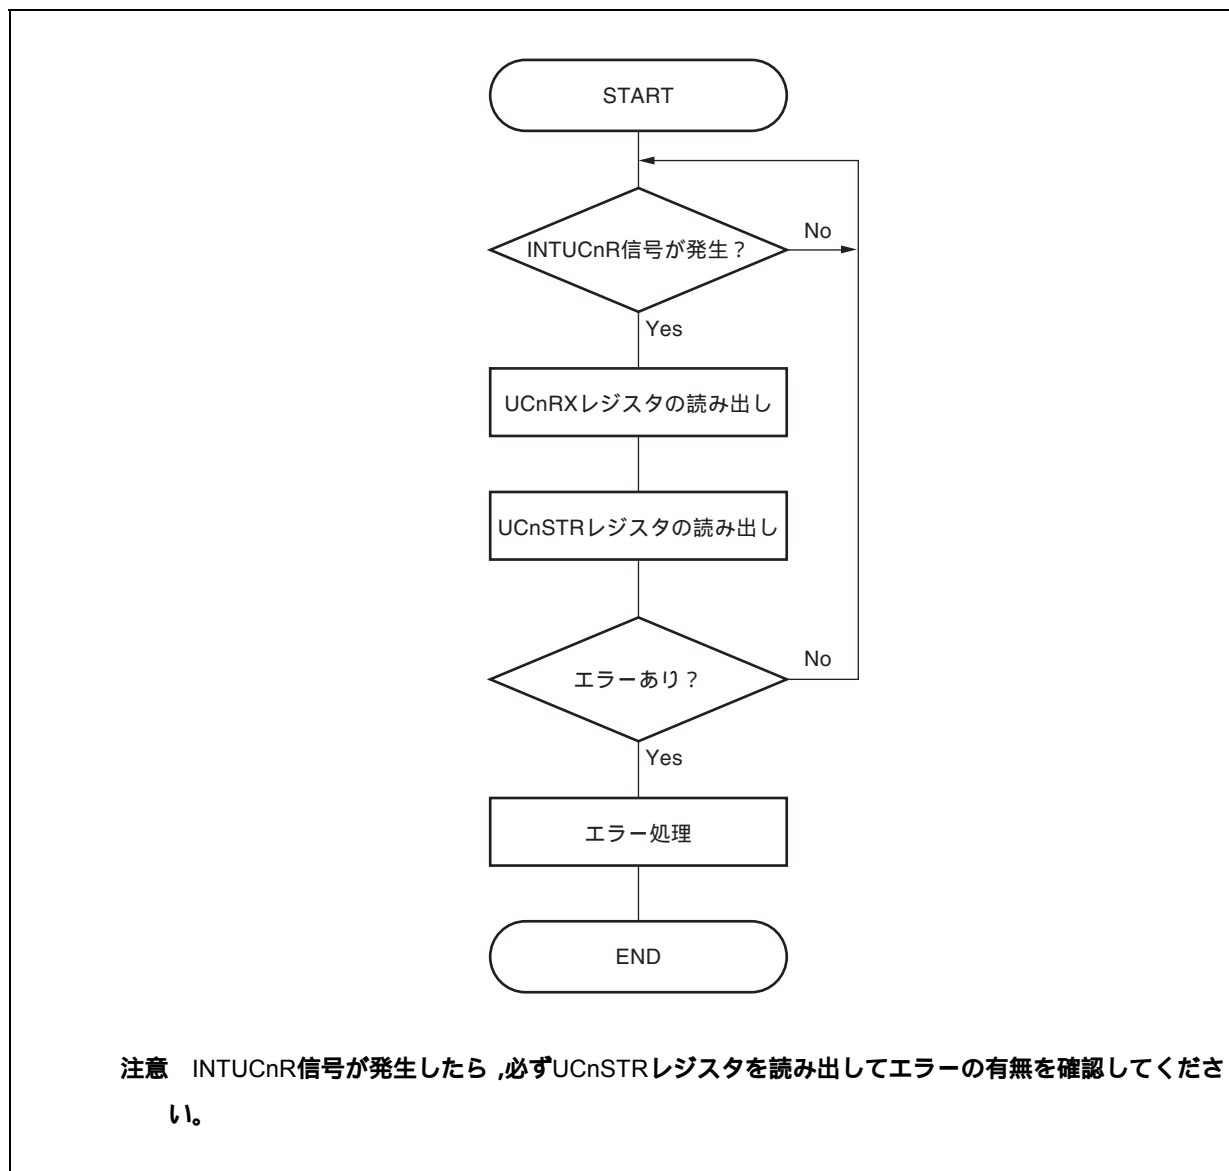 START
INTUCnR信号が発生？
No
Yes
UCnRXレジスタの読み出し
UCnSTRレジスタの読み出し
エラーあり？
No
Yes
エラー処理
END
注意　INTUCnR信号が発生したら ,必ずUCnSTRレジスタを読み出してエラーの有無を確認してくださ
い。